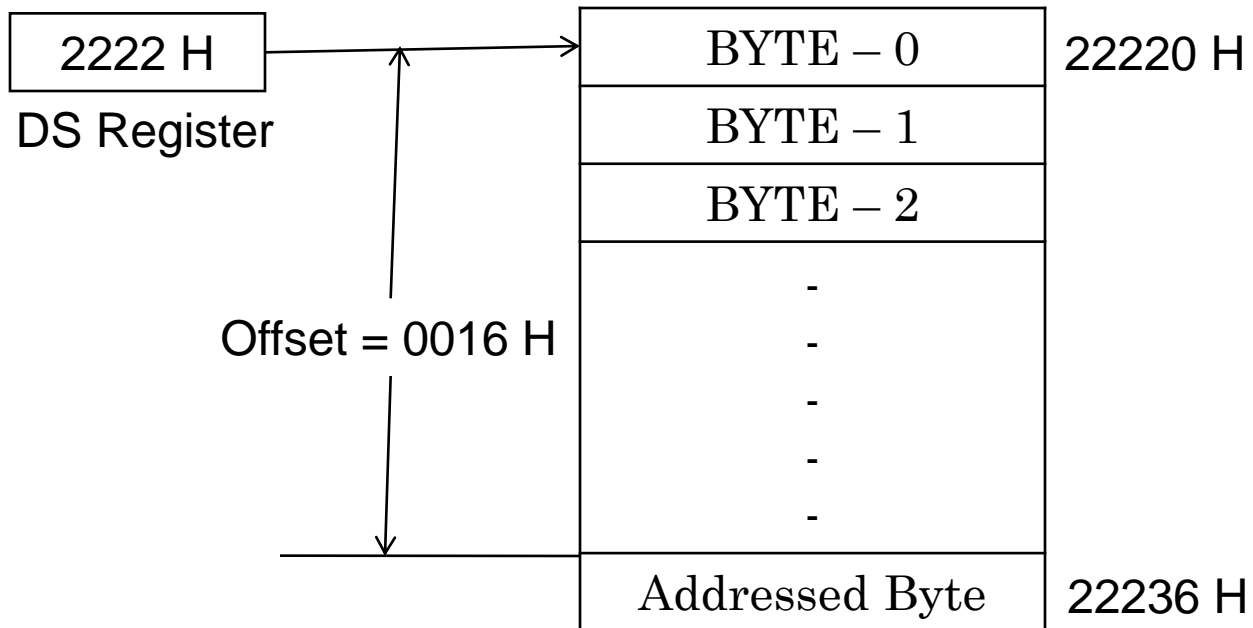 2222 H
DS Register
BYTE – 0
22220 H
BYTE – 1
BYTE – 2
-
-
-
-
-
Offset = 0016 H
Addressed Byte
22236 H